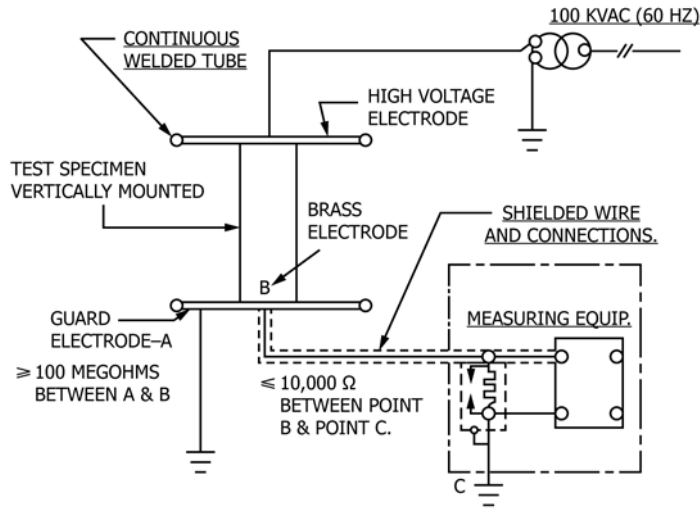 100 KVAC (60 HZ)
CONTINUOUS
WELDED TUBE
HIGH VOLTAGE
ELECTRODE
TEST SPECIMEN
VERTICALLY MOUNTED
BRASS
ELECTRODE
SHIELDED WIRE
AND CONNECTIONS.
B
GUARD
ELECTRODE–A
MEASURING EQUIP.
≥ 100 MEGOHMS
BETWEEN A & B
≤ 10,000 Ω
BETWEEN POINT
B & POINT C.
C